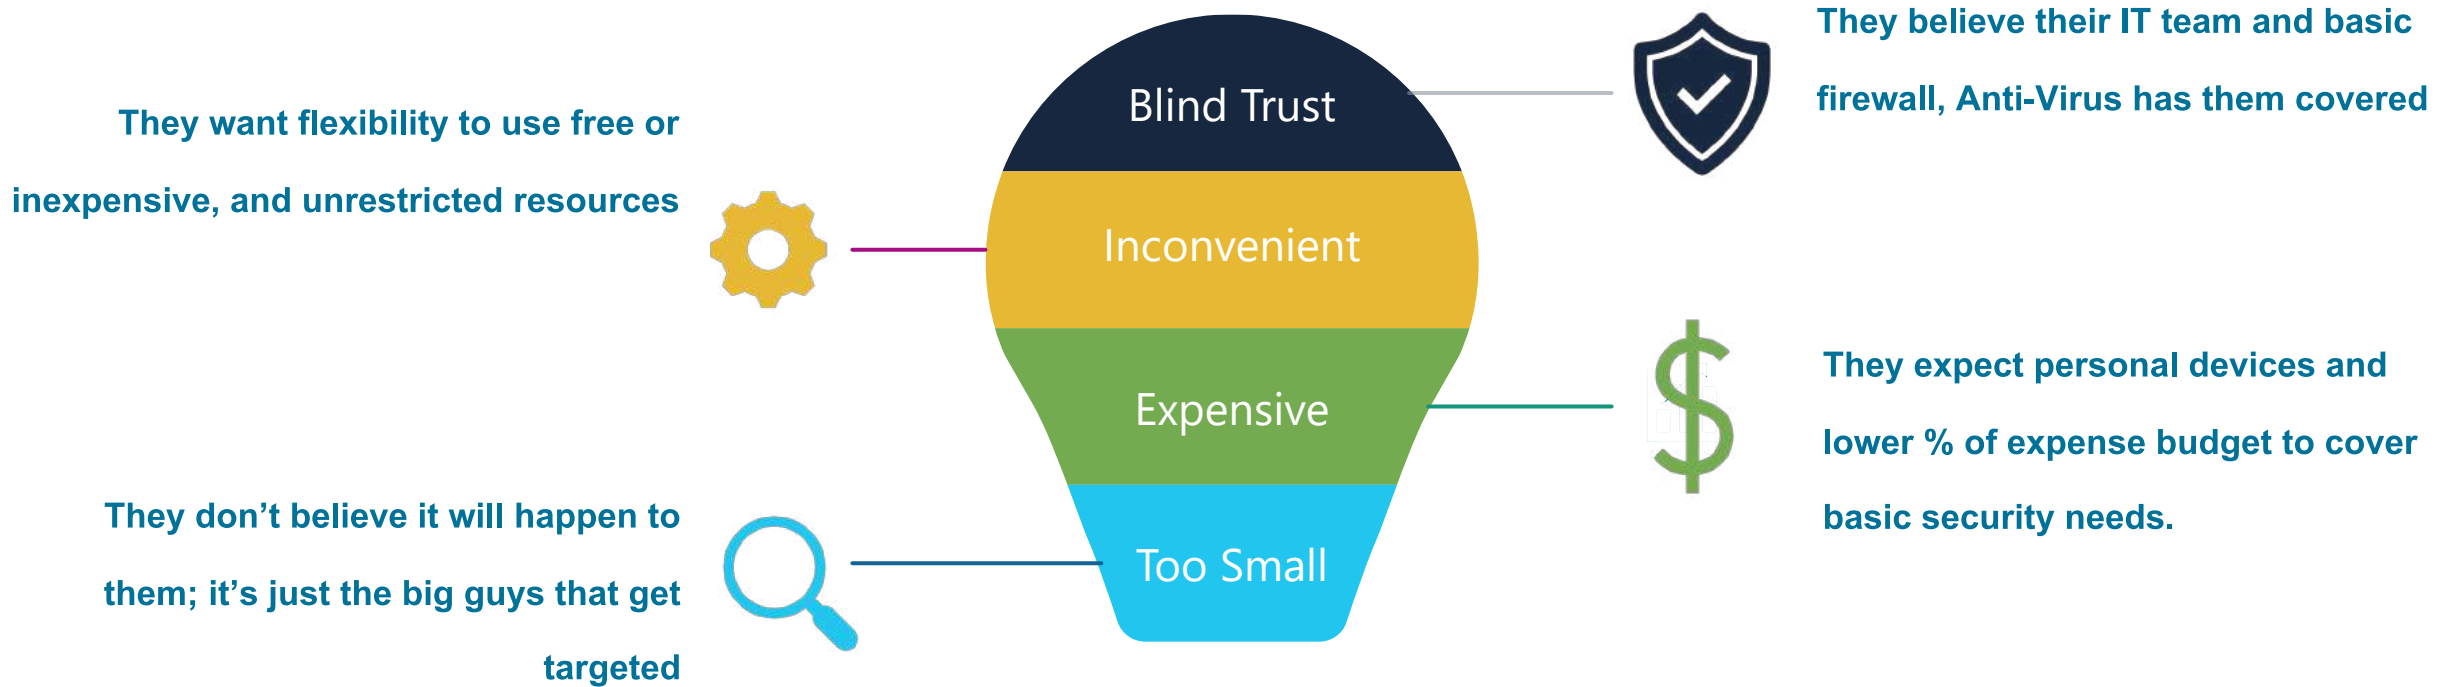 They believe their IT team and basic
firewall, Anti-Virus has them covered
Blind Trust
They want flexibility to use free or
inexpensive, and unrestricted resources
Inconvenient
They expect personal devices and
lower % of expense budget to cover
basic security needs.
Expensive
They don’t believe it will happen to
them; it’s just the big guys that get
targeted
Too Small